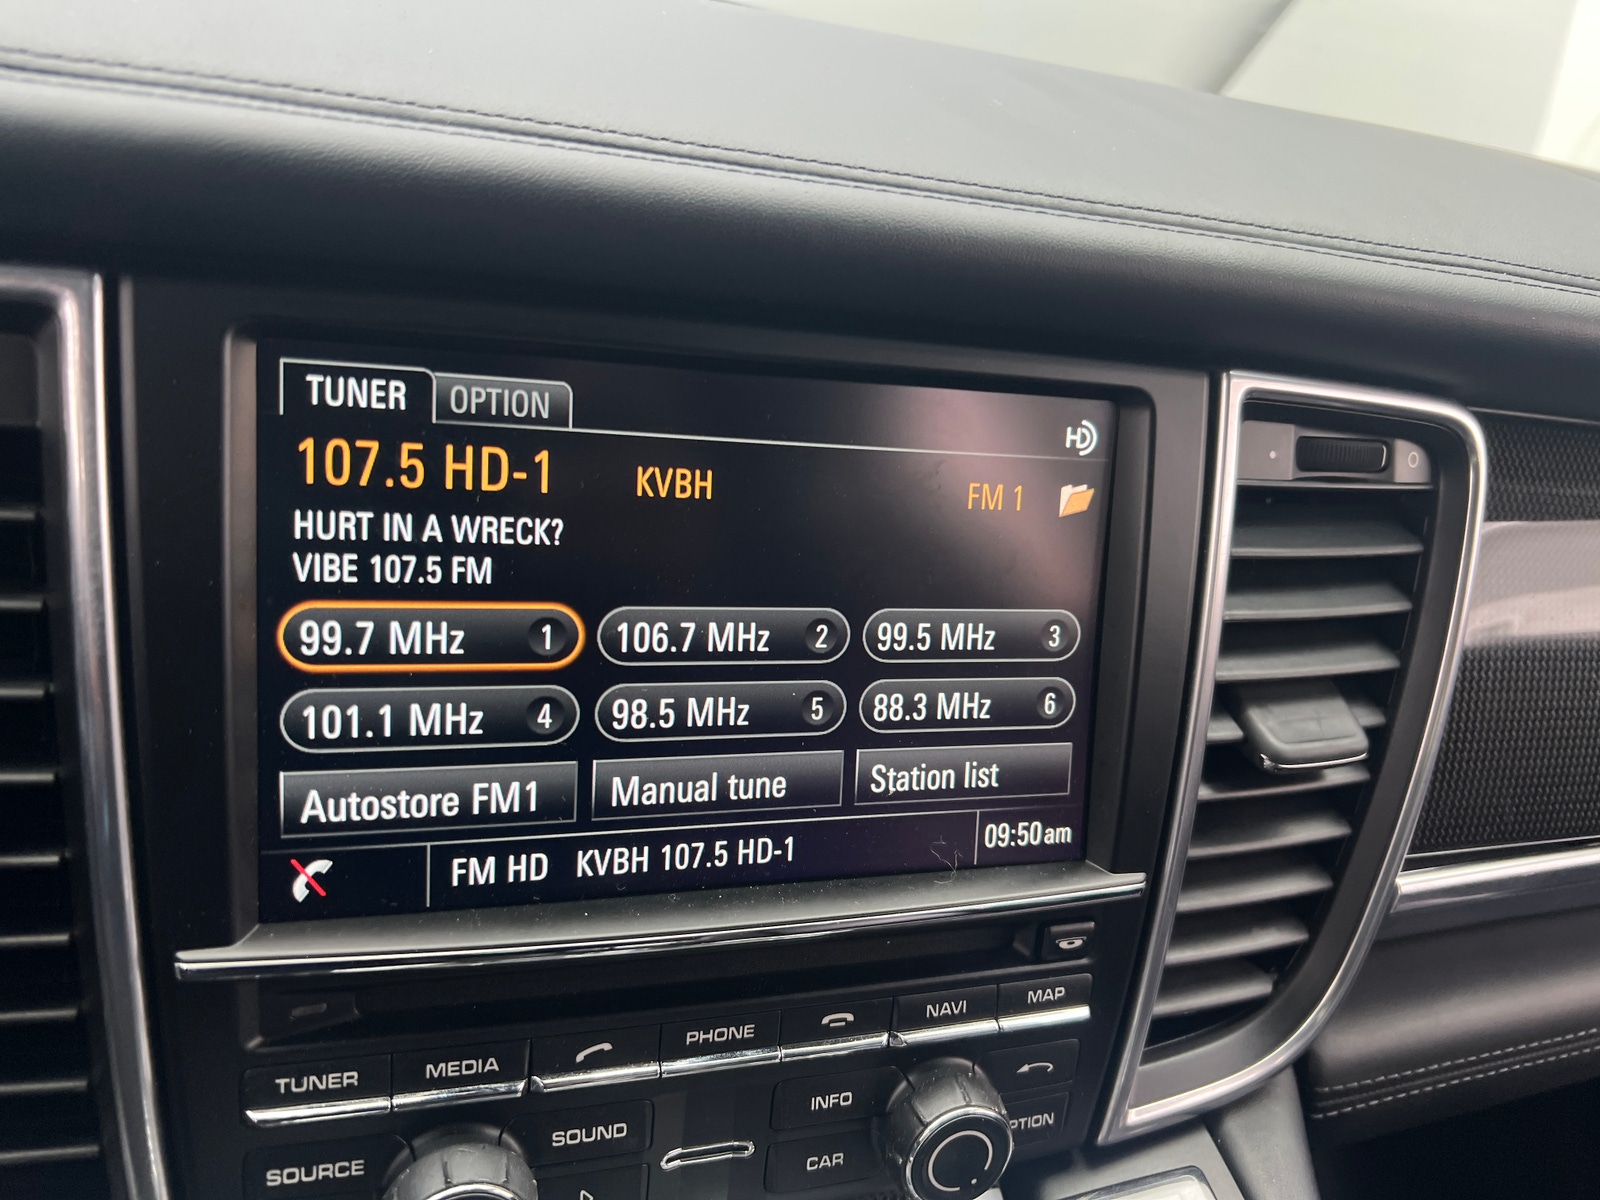 TUNER OPTION
HD
107.5 HD-1 KVBH FM 1
HURT IN A WRECK?
VIBE 107.5 FM
99.7 MHz 1 106.7 MHz 2 99.5 MHz 3
101.1 MHz 4 98.5 MHz 5 88.3 MHz 6
Autostore FM1 Manual tune Station list
FM HD KVBH 107.5 HD-1 09:50am
TUNER MEDIA PHONE NAVI MAP
SOURCE SOUND INFO
CAR